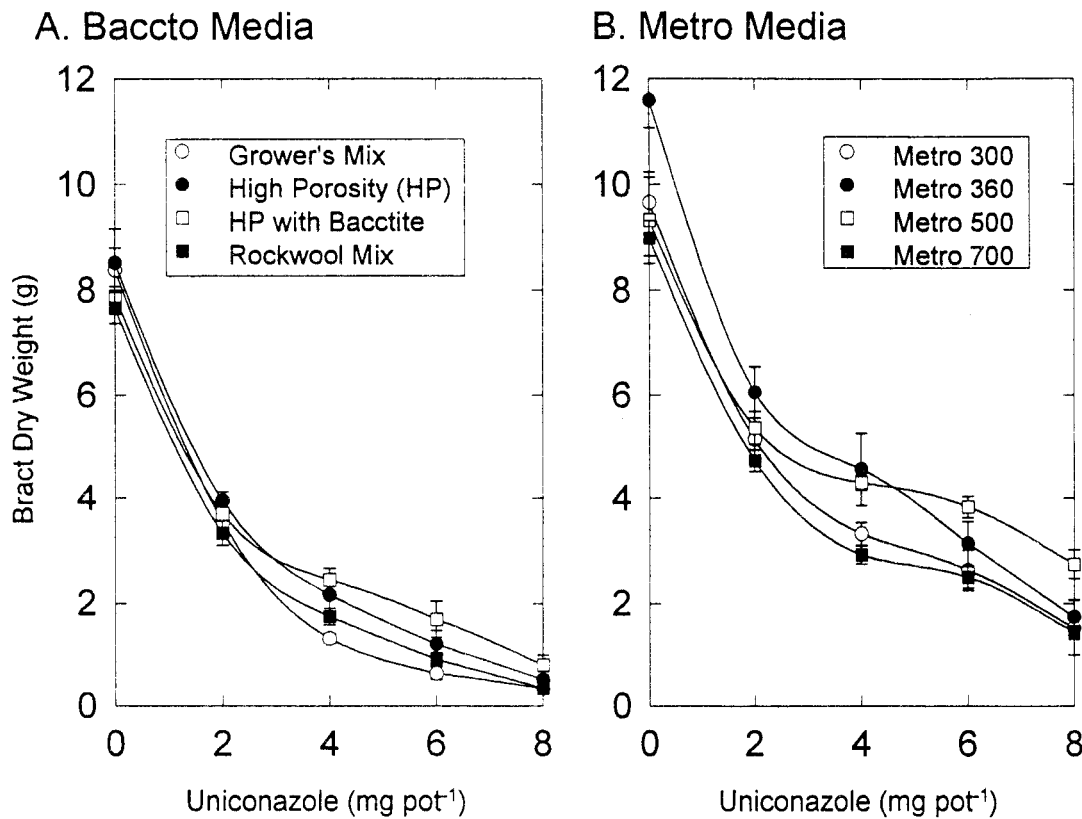 A. Baccto Media
B. Metro Media
Bract Dry Weight (g)
12
10
8
6
4
2
0
Grower's Mix
High Porosity (HP)
HP with Bacctite
Rockwool Mix
0 2 4 6 8
Uniconazole (mg pot⁻¹)
12
10
8
6
4
2
0
Metro 300
Metro 360
Metro 500
Metro 700
0 2 4 6 8
Uniconazole (mg pot⁻¹)